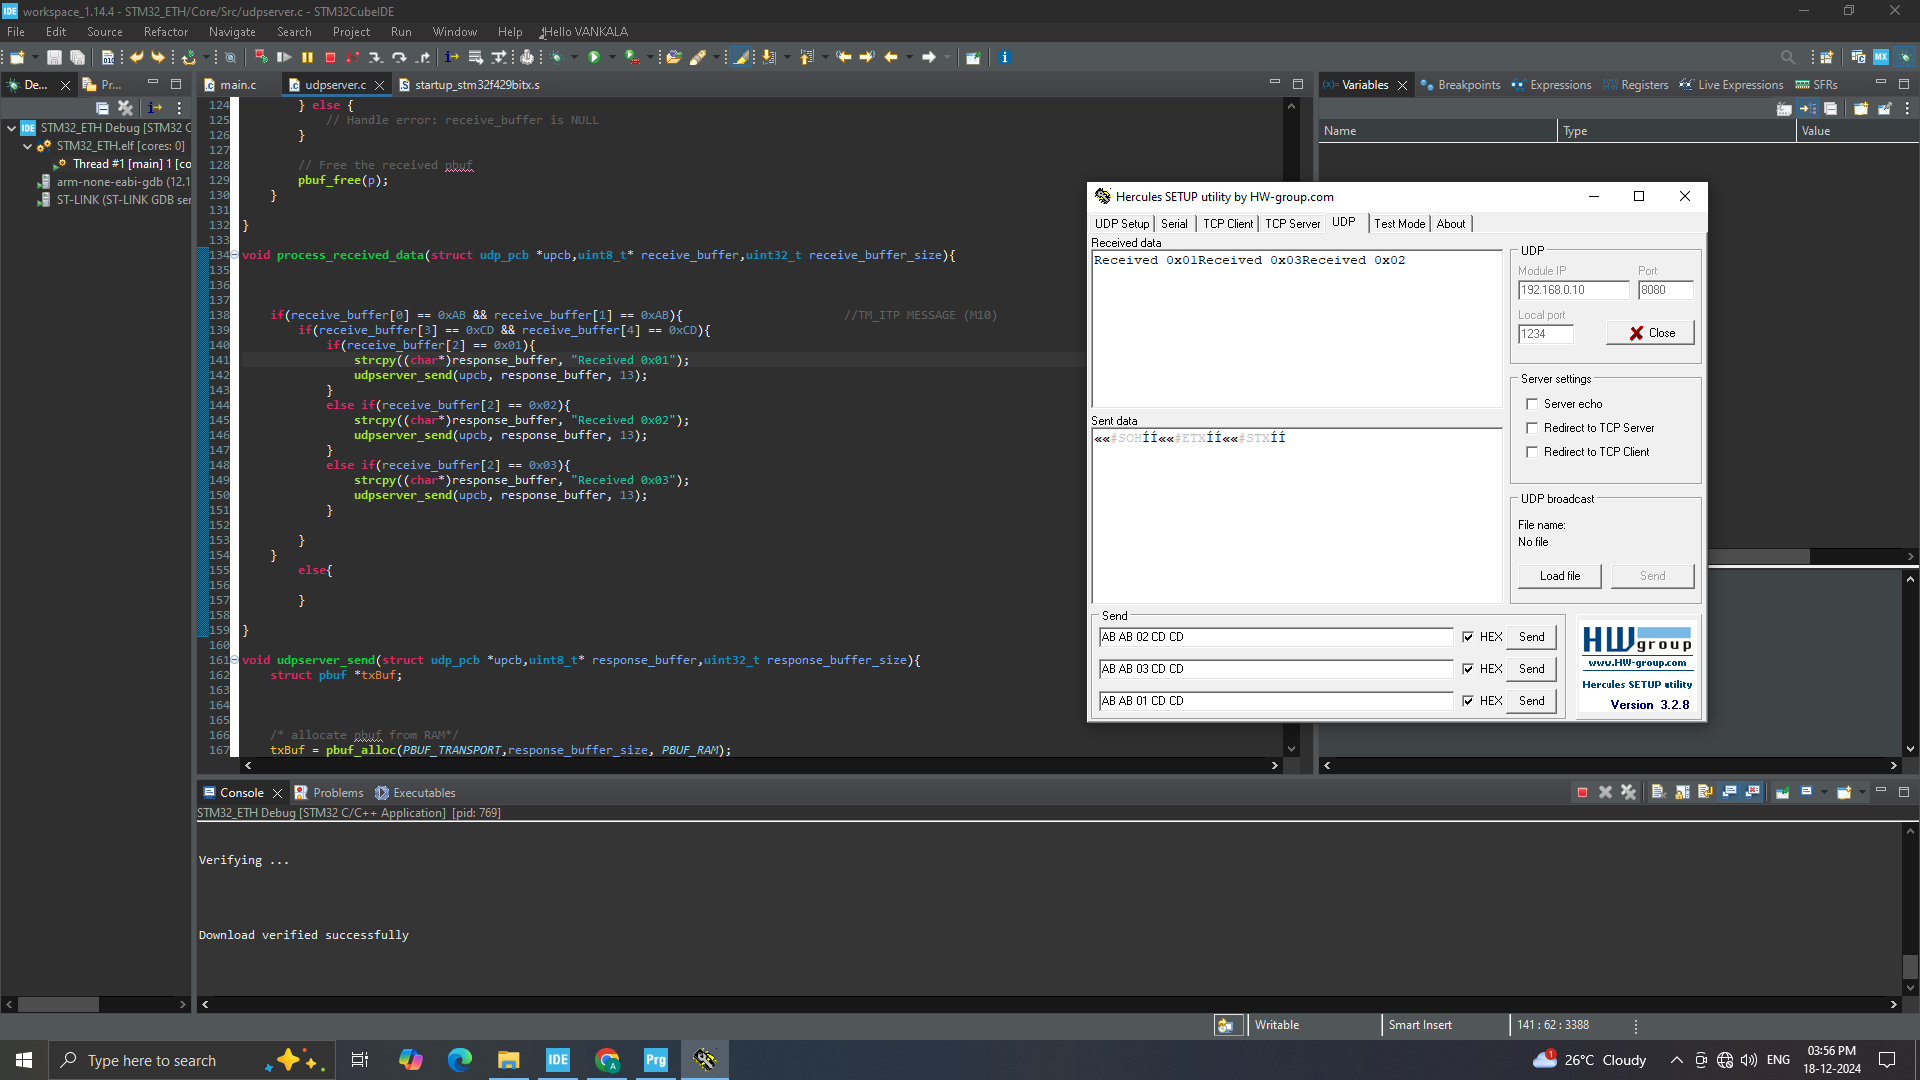 workspace_1.14.4 - STM32_ETH/Core/Src/udpserver.c - STM32CubeIDE
File Edit Source Refactor Navigate Search Project Run Window Help Hello VANKALA
De... Pr...
STM32_ETH Debug [STM32 C
STM32_ETH.elf [cores: 0]
Thread #1 [main] 1 [co
arm-none-eabi-gdb (12.1
ST-LINK (ST-LINK GDB ser
main.c udpserver.c startup_stm32f429bitx.s
124 } else {
125 // Handle error: receive_buffer is NULL
126 }
127
128 // Free the received pbuf
129 pbuf_free(p);
130 }
131
132 }
133
134 void process_received_data(struct udp_pcb *upcb,uint8_t* receive_buffer,uint32_t receive_buffer_size){
135
136
137
138 if(receive_buffer[0] == 0xAB && receive_buffer[1] == 0xAB){ //TM_ITP MESSAGE (M10)
139 if(receive_buffer[3] == 0xCD && receive_buffer[4] == 0xCD){
140 if(receive_buffer[2] == 0x01){
141 strcpy((char*)response_buffer, "Received 0x01");
142 udpserver_send(upcb, response_buffer, 13);
143 }
144 else if(receive_buffer[2] == 0x02){
145 strcpy((char*)response_buffer, "Received 0x02");
146 udpserver_send(upcb, response_buffer, 13);
147 }
148 else if(receive_buffer[2] == 0x03){
149 strcpy((char*)response_buffer, "Received 0x03");
150 udpserver_send(upcb, response_buffer, 13);
151 }
152
153 }
154 }
155 else{
156
157 }
158
159 }
160
161 void udpserver_send(struct udp_pcb *upcb,uint8_t* response_buffer,uint32_t response_buffer_size){
162 struct pbuf *txBuf;
163
164
165
166 /* allocate pbuf from RAM*/
167 txBuf = pbuf_alloc(PBUF_TRANSPORT,response_buffer_size, PBUF_RAM);
(x)= Variables Breakpoints Expressions Registers Live Expressions SFRs
Name Type Value
Hercules SETUP utility by HW-group.com
UDP Setup Serial TCP Client TCP Server UDP Test Mode About
Received data
Received 0x01Received 0x03Received 0x02
Sent data
««#SOHÍÍ««#ETXÍÍ««#STXÍÍ
UDP
Module IP Port
192.168.0.10 8080
Local port
1234 Close
Server settings
Server echo
Redirect to TCP Server
Redirect to TCP Client
UDP broadcast
File name:
No file
Load file Send
Send
AB AB 02 CD CD HEX Send
AB AB 03 CD CD HEX Send
AB AB 01 CD CD HEX Send
HW group
www.HW-group.com
Hercules SETUP utility
Version 3.2.8
Console Problems Executables
STM32_ETH Debug [STM32 C/C++ Application] [pid: 769]
Verifying ...
Download verified successfully
Writable Smart Insert 141 : 62 : 3388
Type here to search
IDE
Prg
1 26°C Cloudy ENG
03:56 PM
18-12-2024